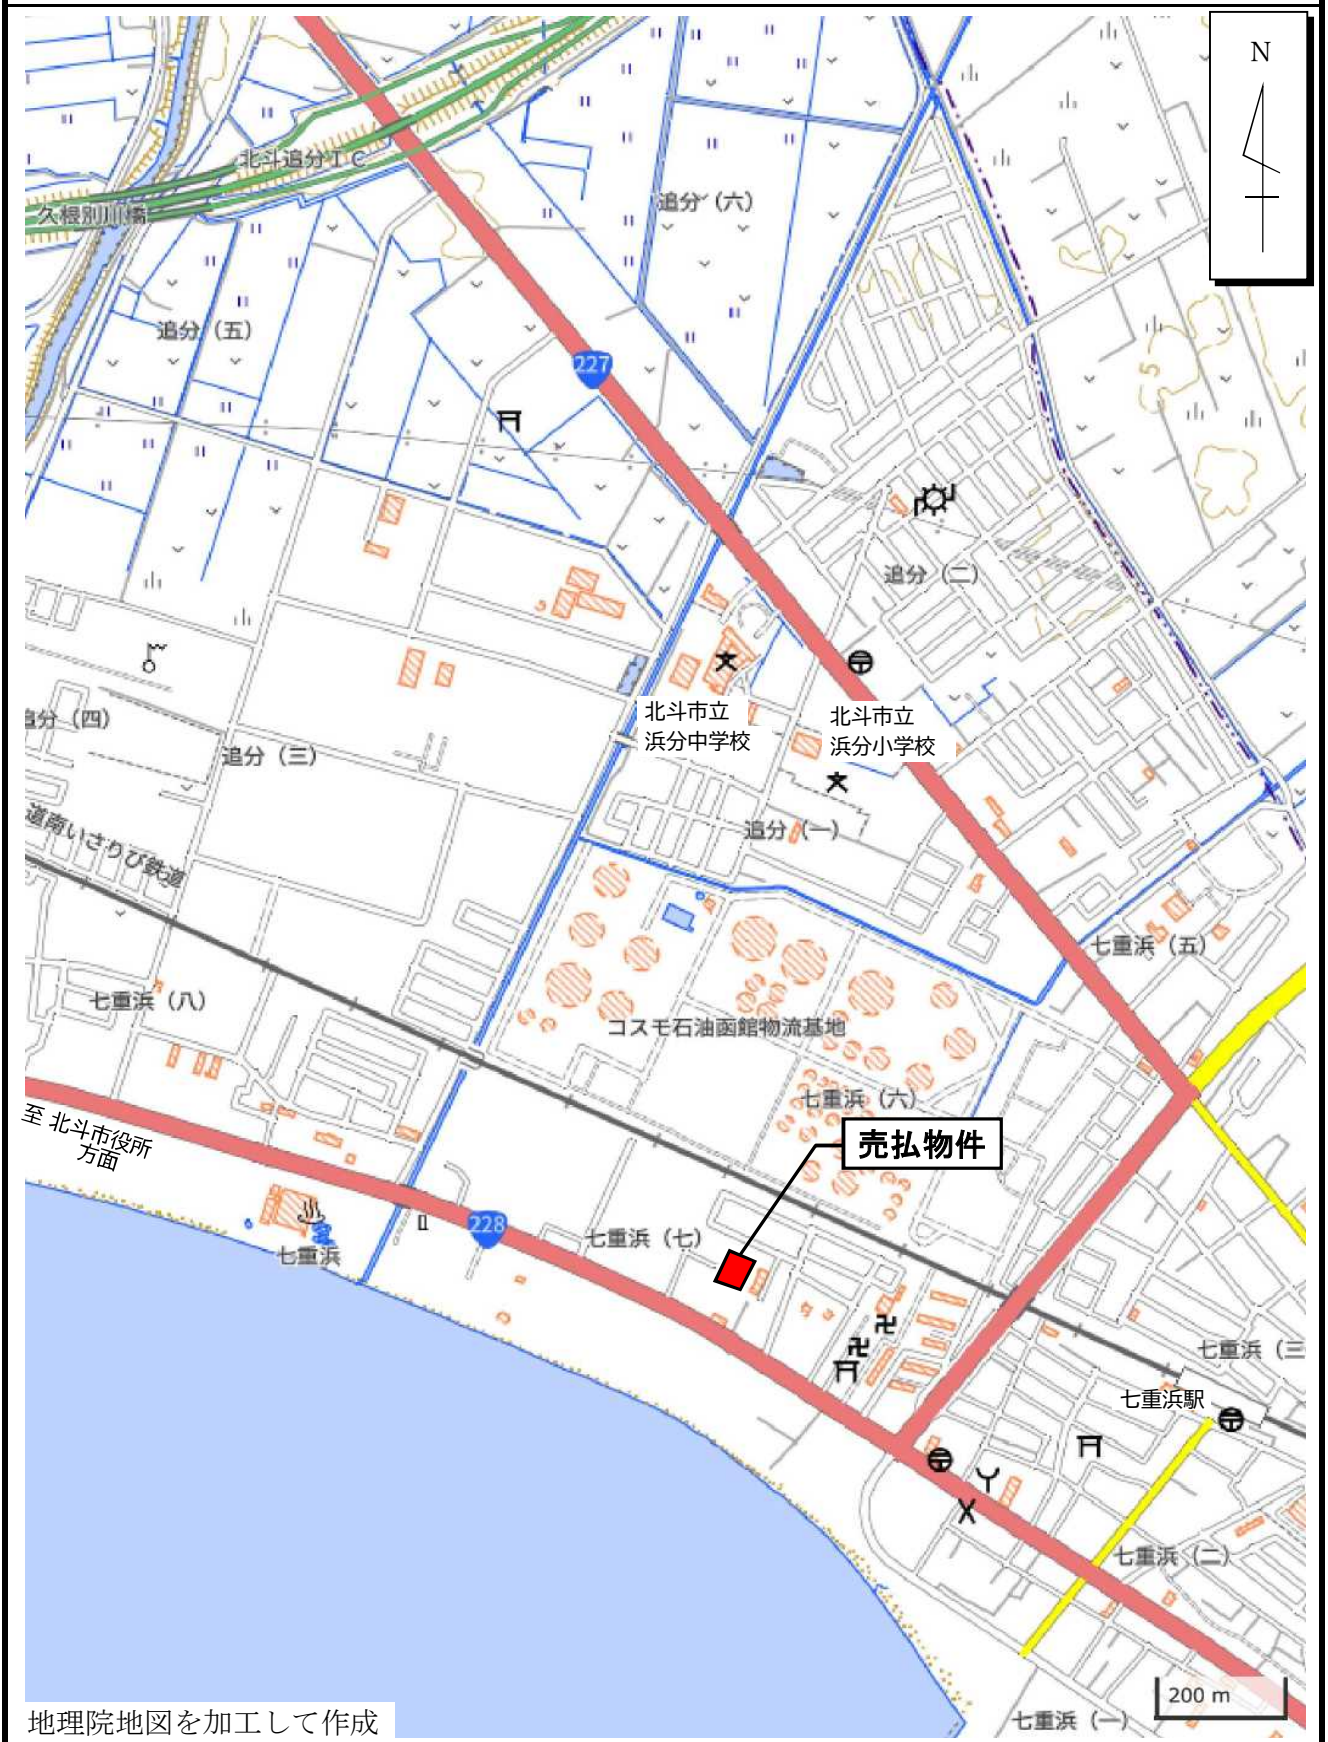 N
北斗追分IC
久根別川橋
追分(六)
追分(五)
227
追分(二)
北斗市立
浜分中学校
北斗市立
浜分小学校
追分(四)
追分(三)
追分(一)
道南いさりび鉄道
七重浜(五)
七重浜(八)
コスモ石油函館物流基地
七重浜(六)
至 北斗市役所
方面
売払物件
228
七重浜(七)
七重浜
七重浜(三
七重浜駅
七重浜(二)
200 m
七重浜(一)
地理院地図を加工して作成